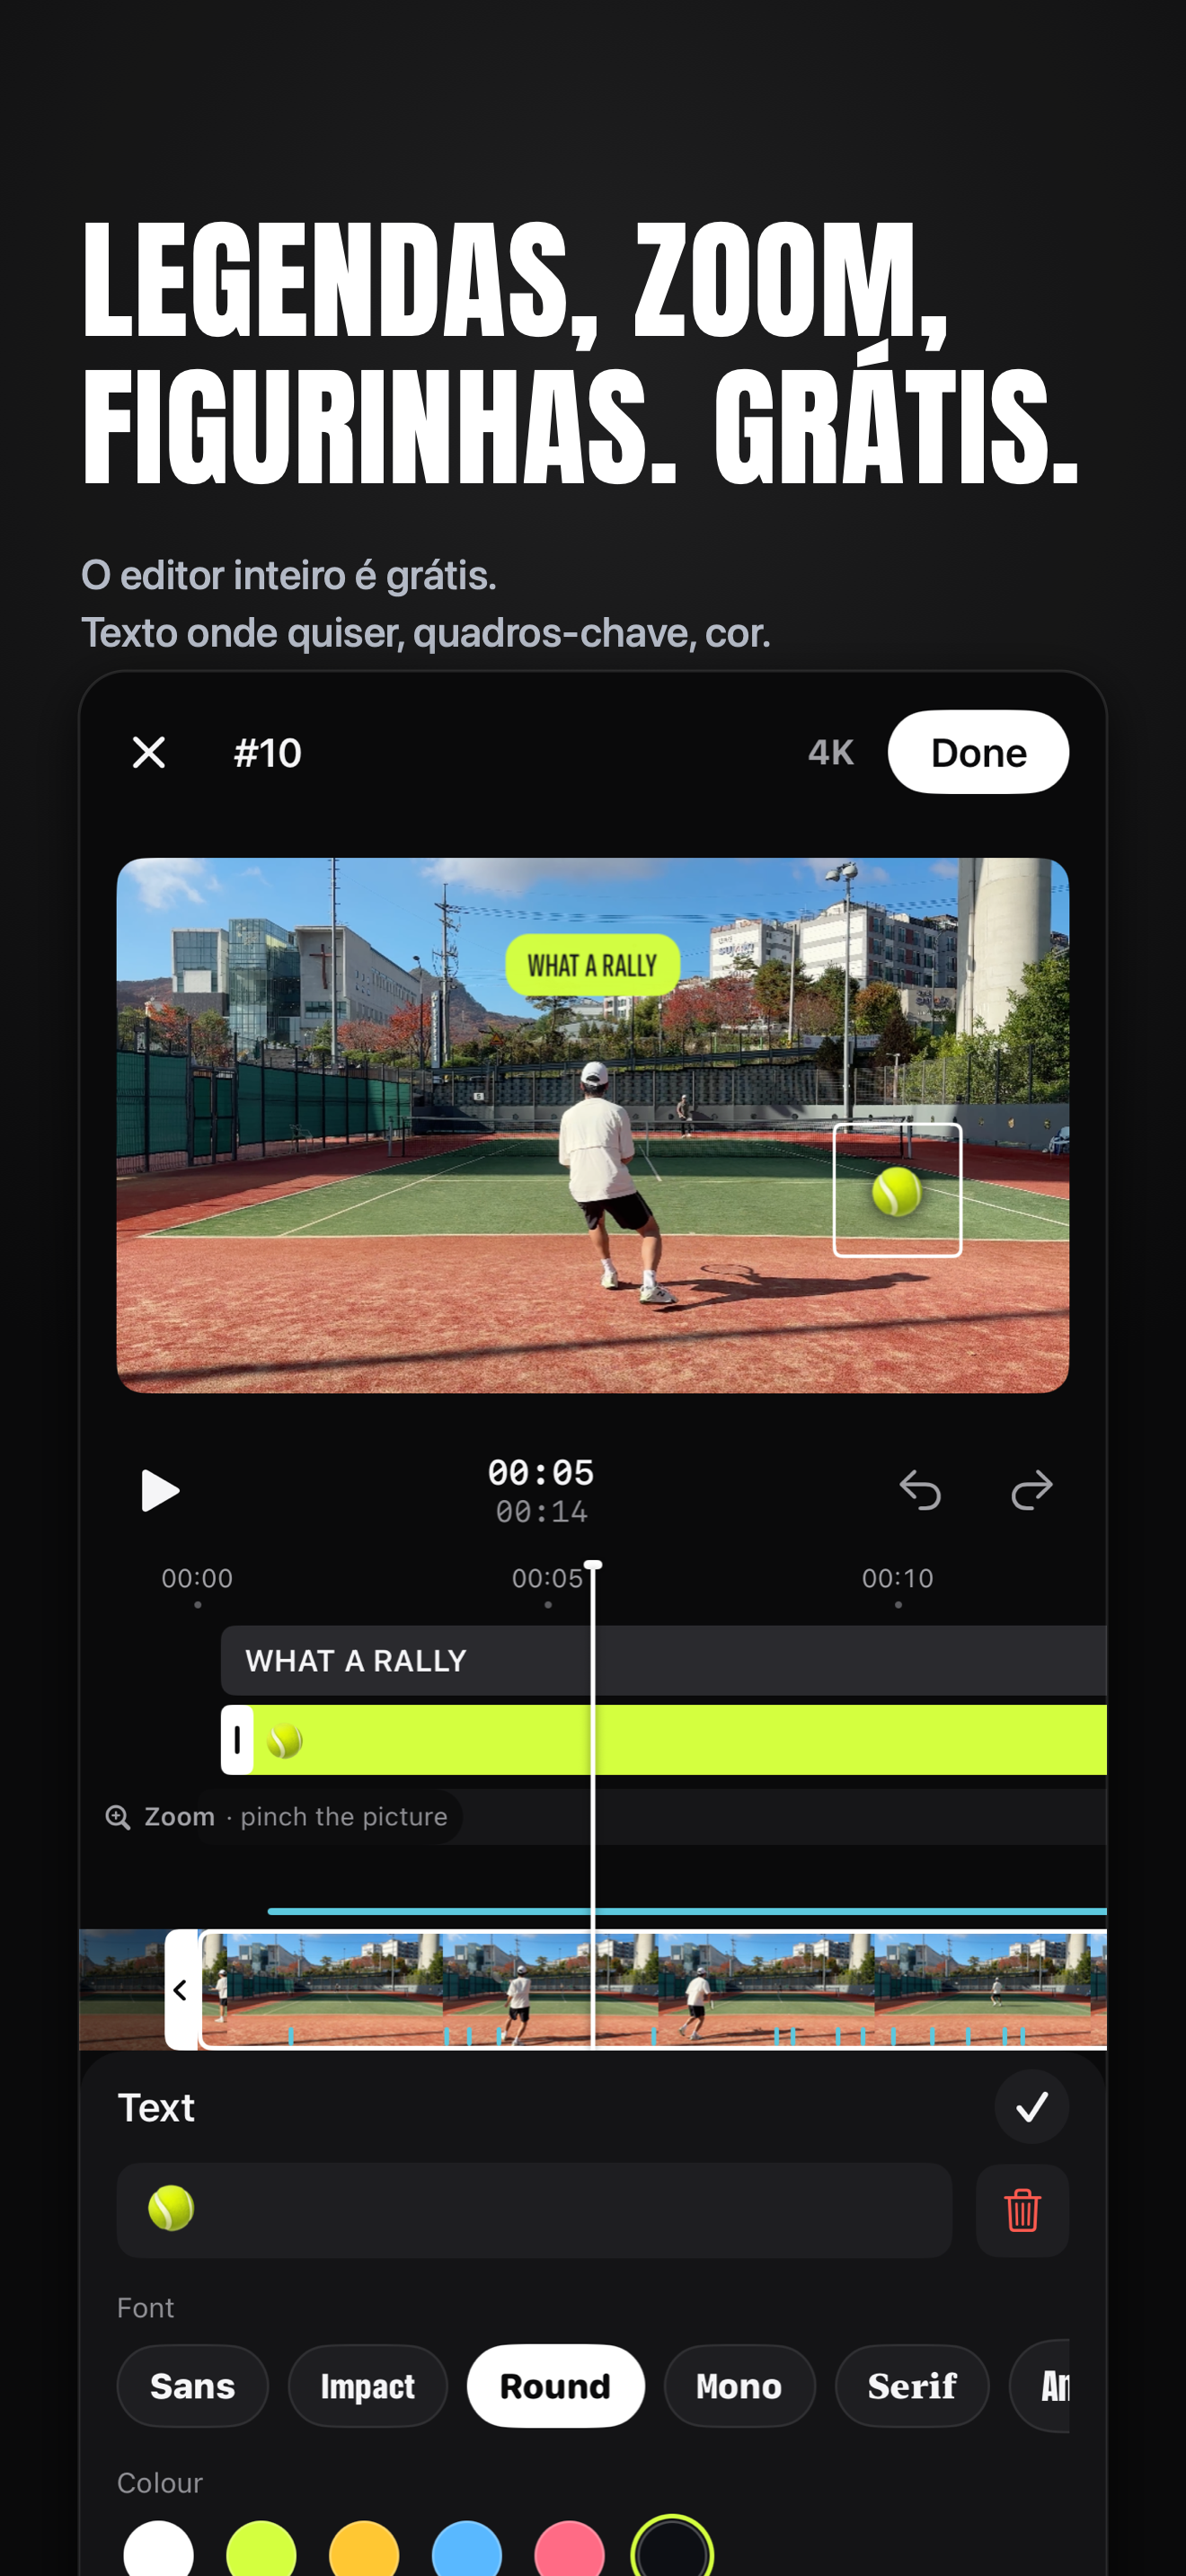 LEGENDAS, ZOOM,
FIGURINHAS. GRÁTIS.
O editor inteiro é grátis.
Texto onde quiser, quadros-chave, cor.
#10
4K
Done
WHAT A RALLY
00:05
00:14
00:00
00:05
00:10
WHAT A RALLY
Zoom · pinch the picture
Text
Font
Sans
Impact
Round
Mono
Serif
Colour